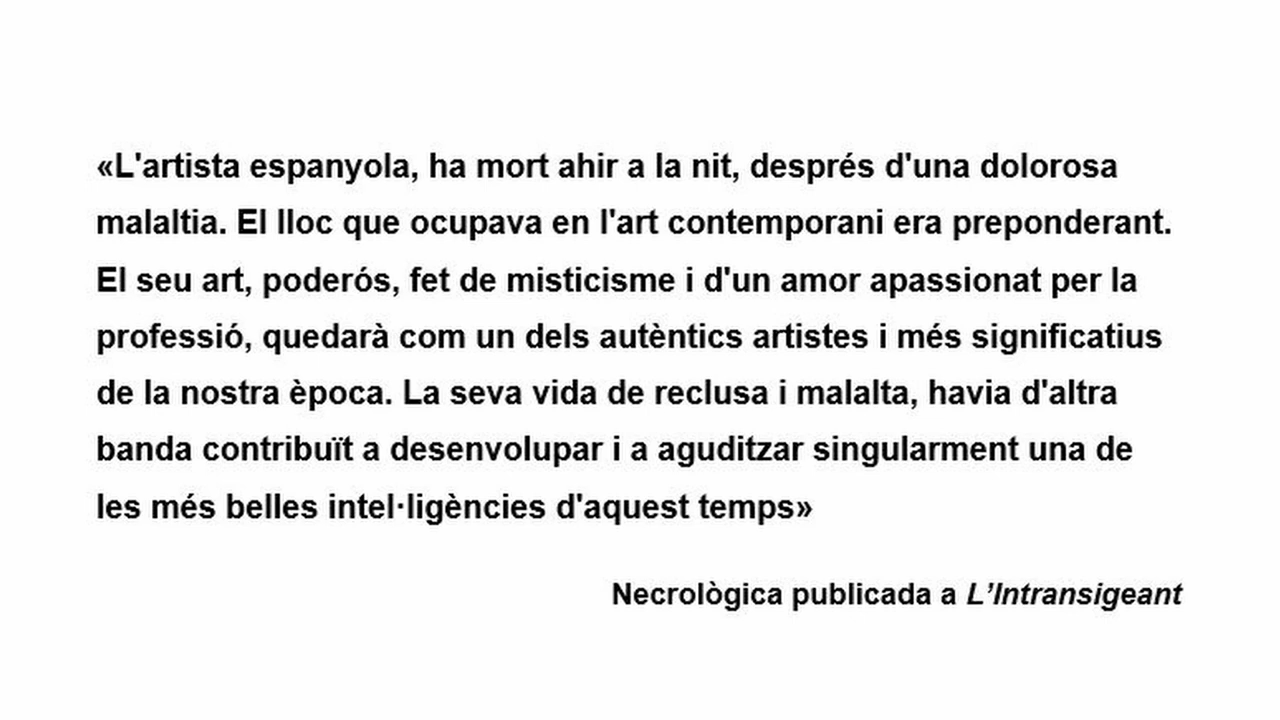 «L'artista espanyola, ha mort ahir a la nit, després d'una dolorosa
malaltia. El lloc que ocupava en l'art contemporani era preponderant.
El seu art, poderós, fet de misticisme i d'un amor apassionat per la
professió, quedarà com un dels autèntics artistes i més significatius
de la nostra època. La seva vida de reclusa i malalta, havia d'altra
banda contribuït a desenvolupar i a aguditzar singularment una de
les més belles intel·ligències d'aquest temps»
Necrològica publicada a L’Intransigeant